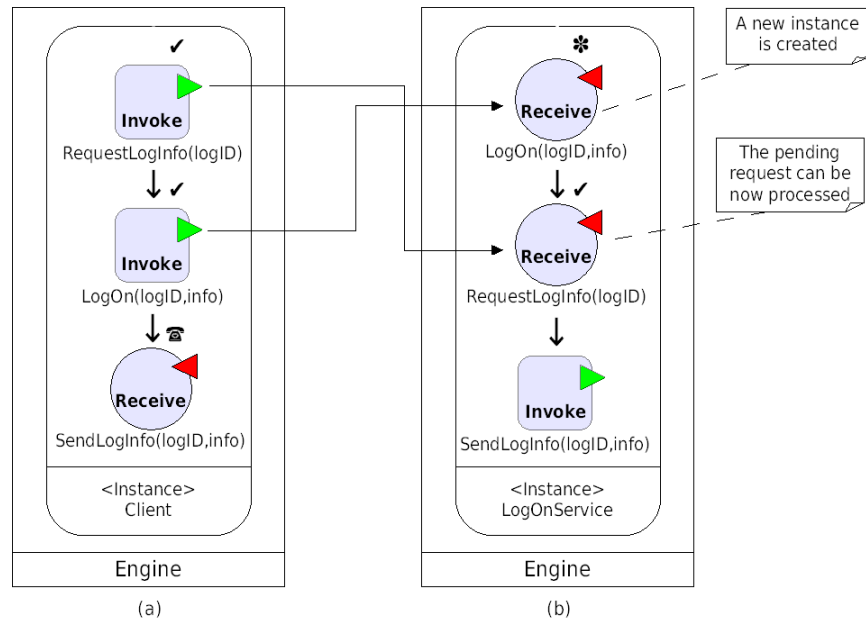 Invoke
RequestLogInfo(logID)
Invoke
LogOn(logID,info)
Receive
SendLogInfo(logID,info)
<Instance>
Client
Engine
(a)
Receive
LogOn(logID,info)
Receive
RequestLogInfo(logID)
Invoke
SendLogInfo(logID,info)
<Instance>
LogOnService
Engine
(b)
A new instance
is created
The pending
request can be
now processed